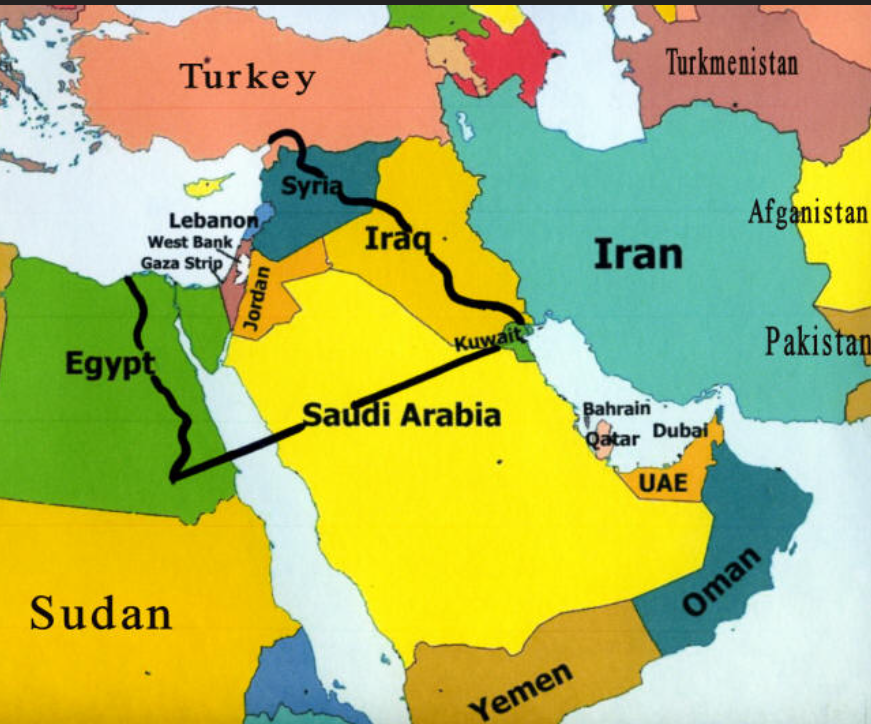 Turkey
Turkmenistan
Syria
Afganistan
Lebanon
West Bank
Gaza Strip
Iraq
Iran
Jordan
Kuwait
Pakistan
Egypt
Saudi Arabia
Bahrain
Qatar
Dubai
UAE
Oman
Sudan
Yemen